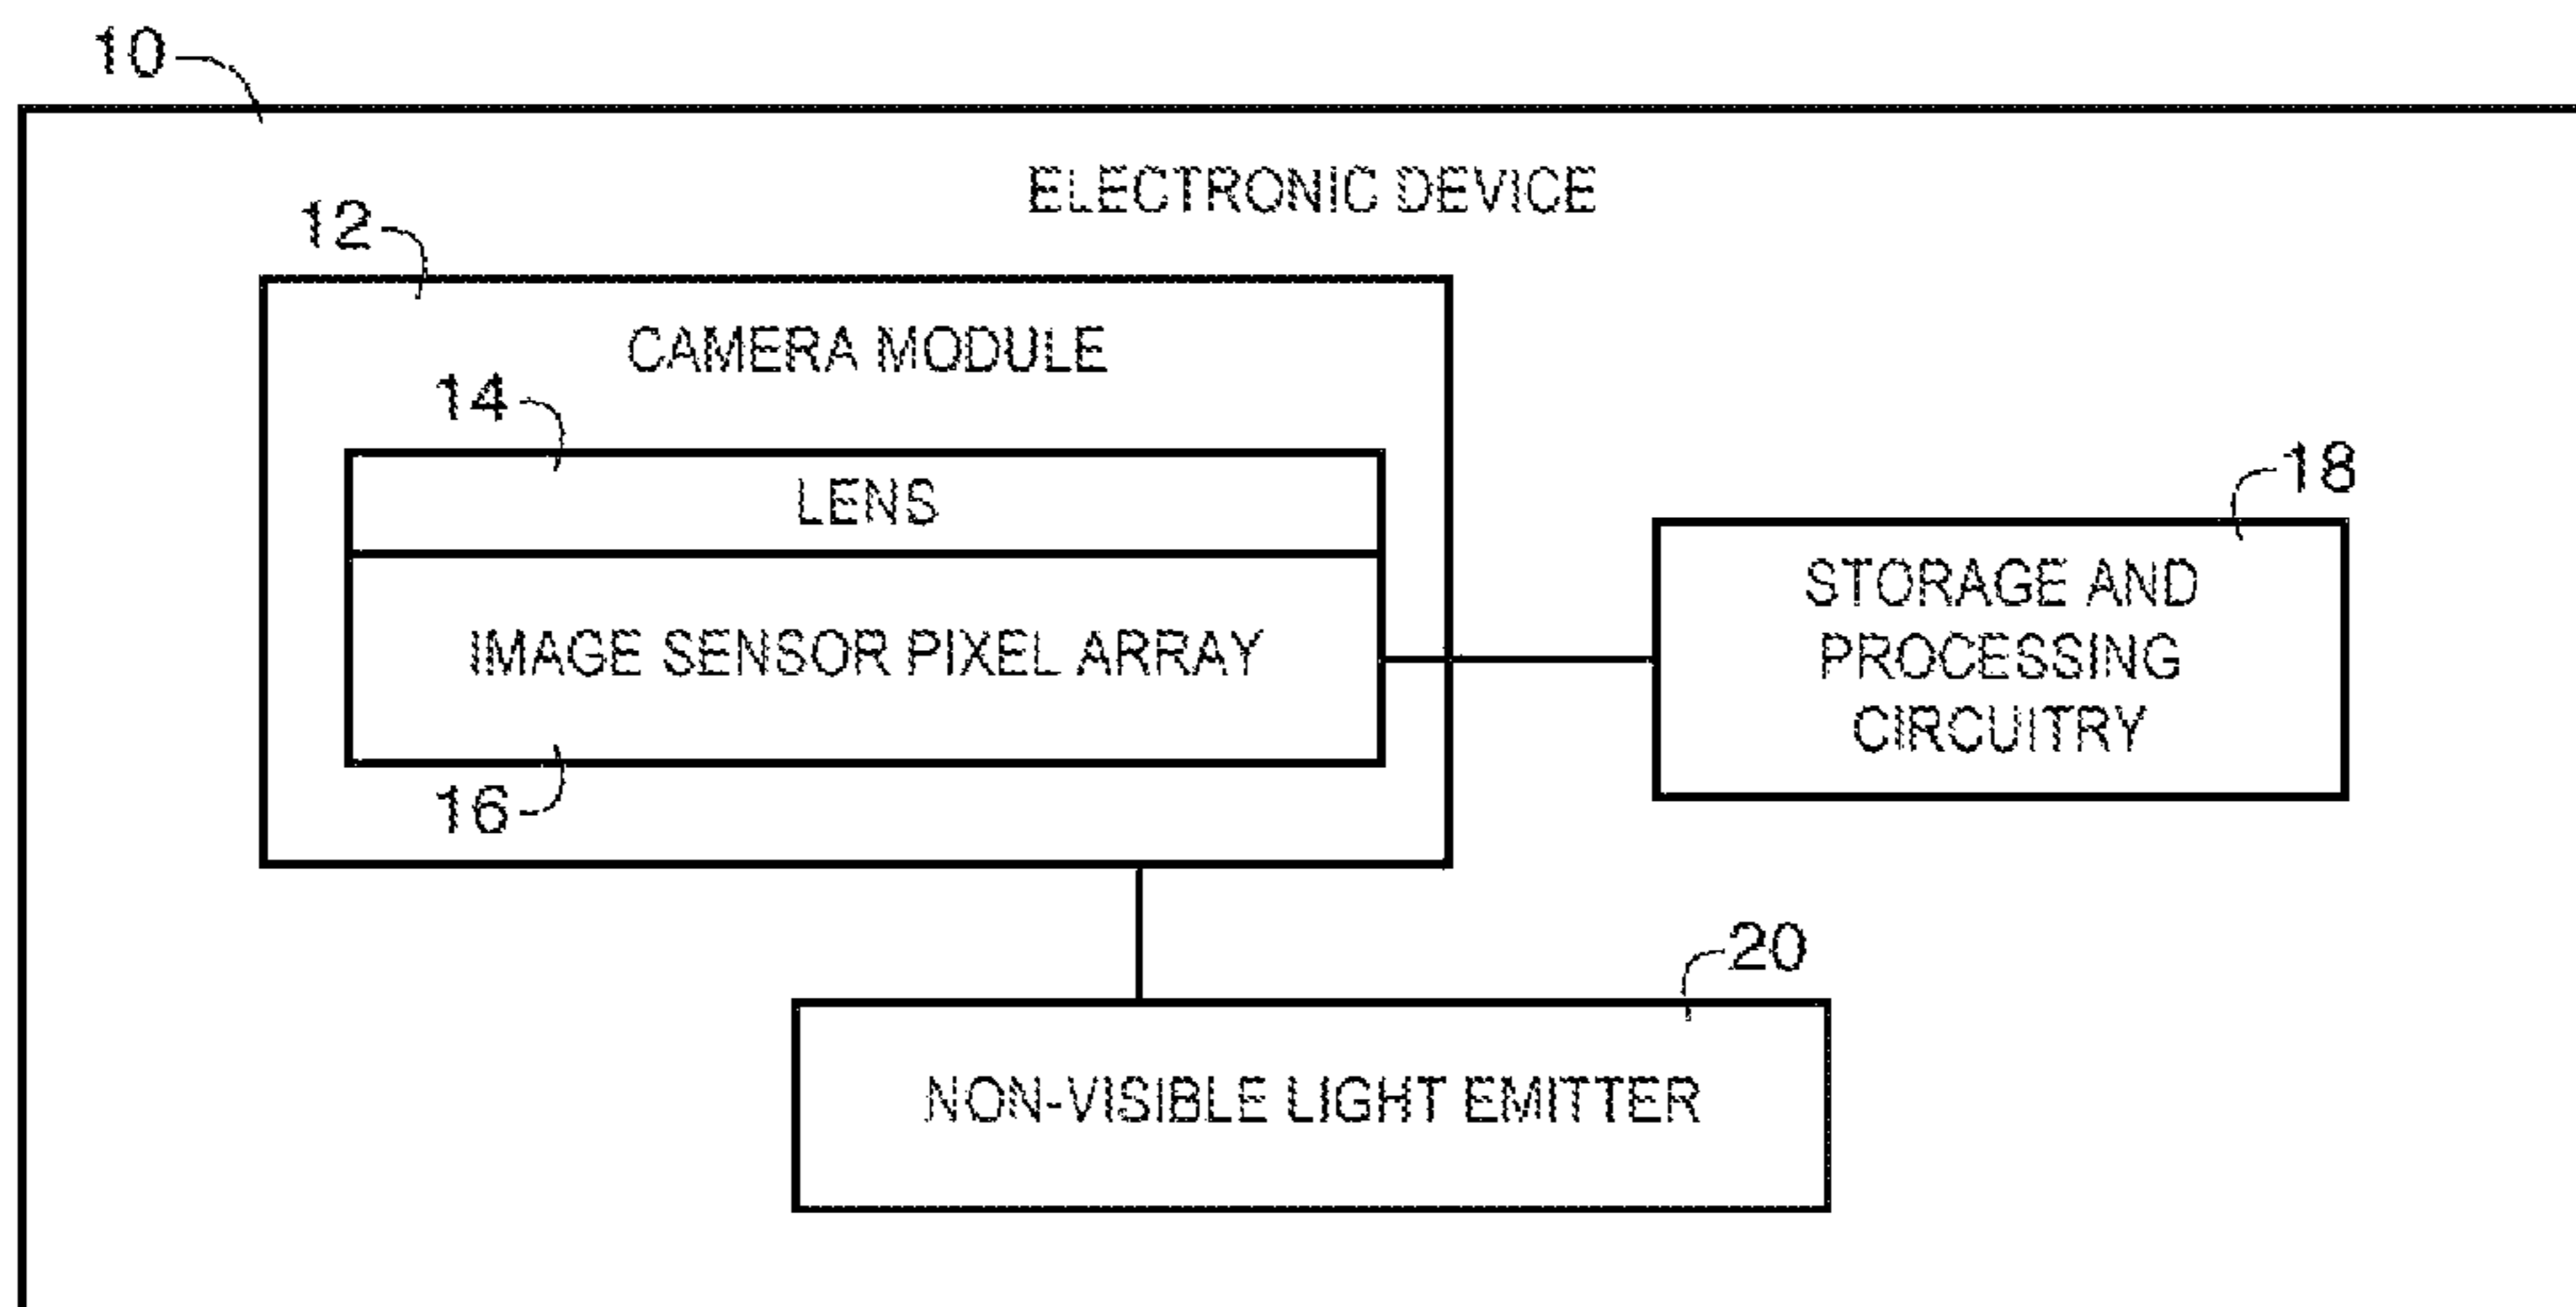 10
ELECTRONIC DEVICE
12
CAMERA MODULE
14
LENS
18
STORAGE AND
PROCESSING
CIRCUITRY
IMAGE SENSOR PIXEL ARRAY
16
20
NON-VISIBLE LIGHT EMITTER